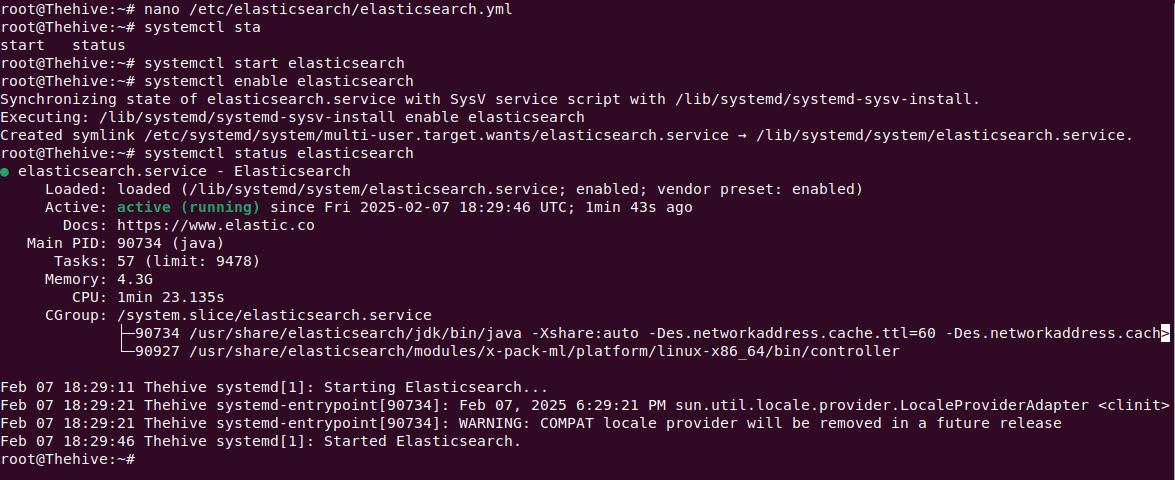 root@Thehive:~# nano /etc/elasticsearch/elasticsearch.yml
root@Thehive:~# systemctl sta
start   status
root@Thehive:~# systemctl start elasticsearch
root@Thehive:~# systemctl enable elasticsearch
Synchronizing state of elasticsearch.service with SysV service script with /lib/systemd/systemd-sysv-install.
Executing: /lib/systemd/systemd-sysv-install enable elasticsearch
Created symlink /etc/systemd/system/multi-user.target.wants/elasticsearch.service → /lib/systemd/system/elasticsearch.service.
root@Thehive:~# systemctl status elasticsearch
● elasticsearch.service - Elasticsearch
     Loaded: loaded (/lib/systemd/system/elasticsearch.service; enabled; vendor preset: enabled)
     Active: active (running) since Fri 2025-02-07 18:29:46 UTC; 1min 43s ago
       Docs: https://www.elastic.co
   Main PID: 90734 (java)
      Tasks: 57 (limit: 9478)
     Memory: 4.3G
        CPU: 1min 23.135s
     CGroup: /system.slice/elasticsearch.service
             ├─90734 /usr/share/elasticsearch/jdk/bin/java -Xshare:auto -Des.networkaddress.cache.ttl=60 -Des.networkaddress.cach>
             └─90927 /usr/share/elasticsearch/modules/x-pack-ml/platform/linux-x86_64/bin/controller

Feb 07 18:29:11 Thehive systemd[1]: Starting Elasticsearch...
Feb 07 18:29:21 Thehive systemd-entrypoint[90734]: Feb 07, 2025 6:29:21 PM sun.util.locale.provider.LocaleProviderAdapter <clinit>
Feb 07 18:29:21 Thehive systemd-entrypoint[90734]: WARNING: COMPAT locale provider will be removed in a future release
Feb 07 18:29:46 Thehive systemd[1]: Started Elasticsearch.
root@Thehive:~#